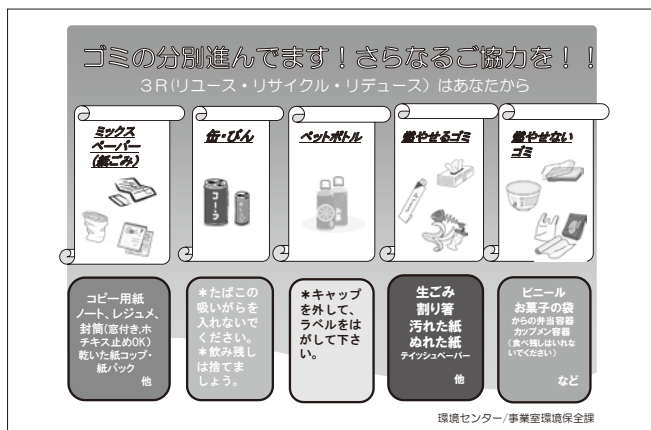 ゴミの分別進んでます！さらなるご協力を！！
３Ｒ(リユース・リサイクル・リデュース）はあなたから
ミックス
ペーパー
（紙ごみ）
缶・びん
ペットボトル
燃やせるゴミ
燃やせない
ゴミ
コーラ
コピー用紙
ノート、レジュメ、
封筒(窓付き,ホ
チキス止めOK)
乾いた紙コップ・
紙パック
他
＊たばこの
吸いがらを
入れないで
ください。
＊飲み残し
は捨てま
しょう。
＊キャップ
を外して、
ラベルをは
がして下さ
い。
生ごみ
割り箸
汚れた紙
ぬれた紙
テイッシュペーパー
他
ビニール
お菓子の袋
からの弁当容器
カップメン容器
(食べ残しはいれな
いでください）
など
環境センター/事業室環境保全課